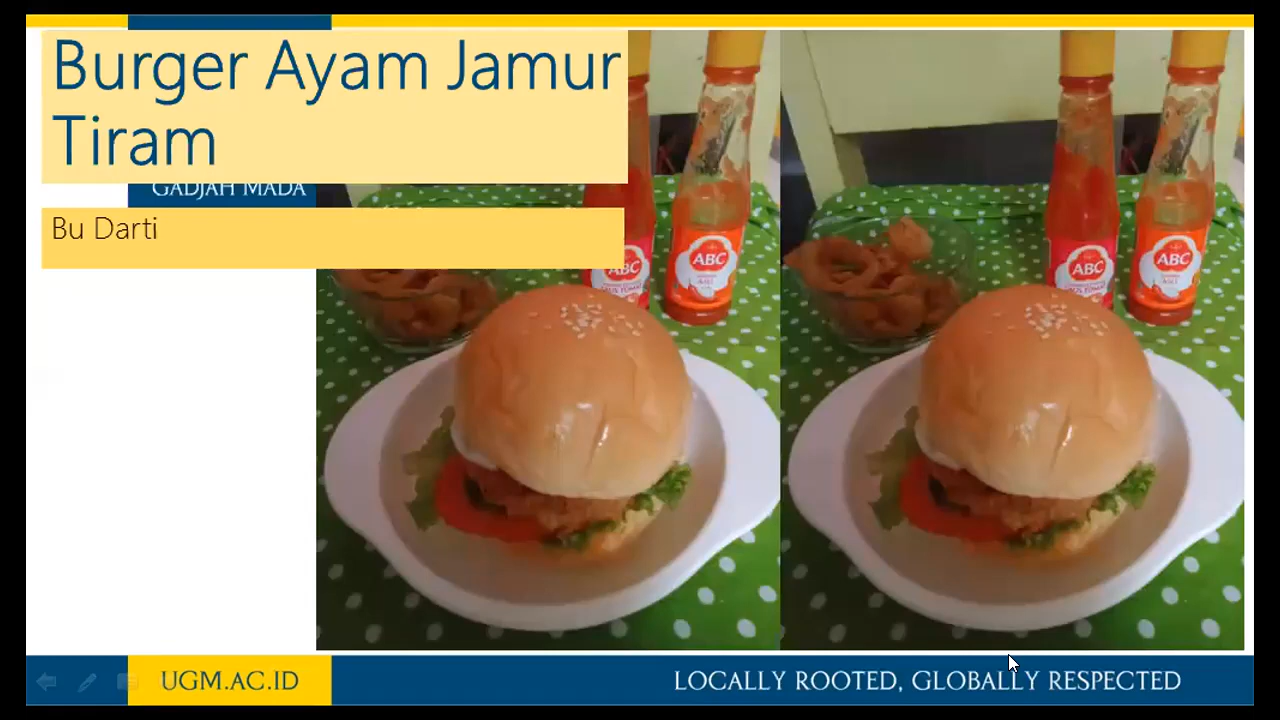 Burger Ayam Jamur
Tiram
GADJAH MADA
Bu Darti
ABC
ABC
ABC
ABC
UGM.AC.ID
LOCALLY ROOTED, GLOBALLY RESPECTED